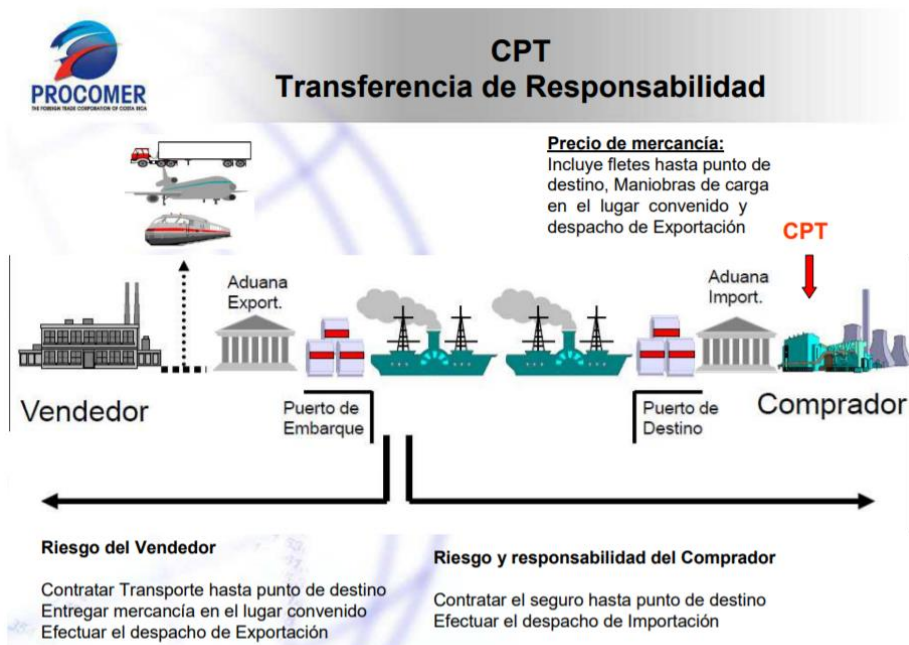 PROCOMER
THE FOREIGN TRADE CORPORATION OF COSTA RICA
CPT
Transferencia de Responsabilidad
Precio de mercancía:
Incluye fletes hasta punto de
destino, Maniobras de carga
en el lugar convenido y
despacho de Exportación
CPT
Aduana
Export.
Aduana
Import.
Vendedor
Puerto de
Embarque
Puerto de
Destino
Comprador
Riesgo del Vendedor
Contratar Transporte hasta punto de destino
Entregar mercancía en el lugar convenido
Efectuar el despacho de Exportación
Riesgo y responsabilidad del Comprador
Contratar el seguro hasta punto de destino
Efectuar el despacho de Importación